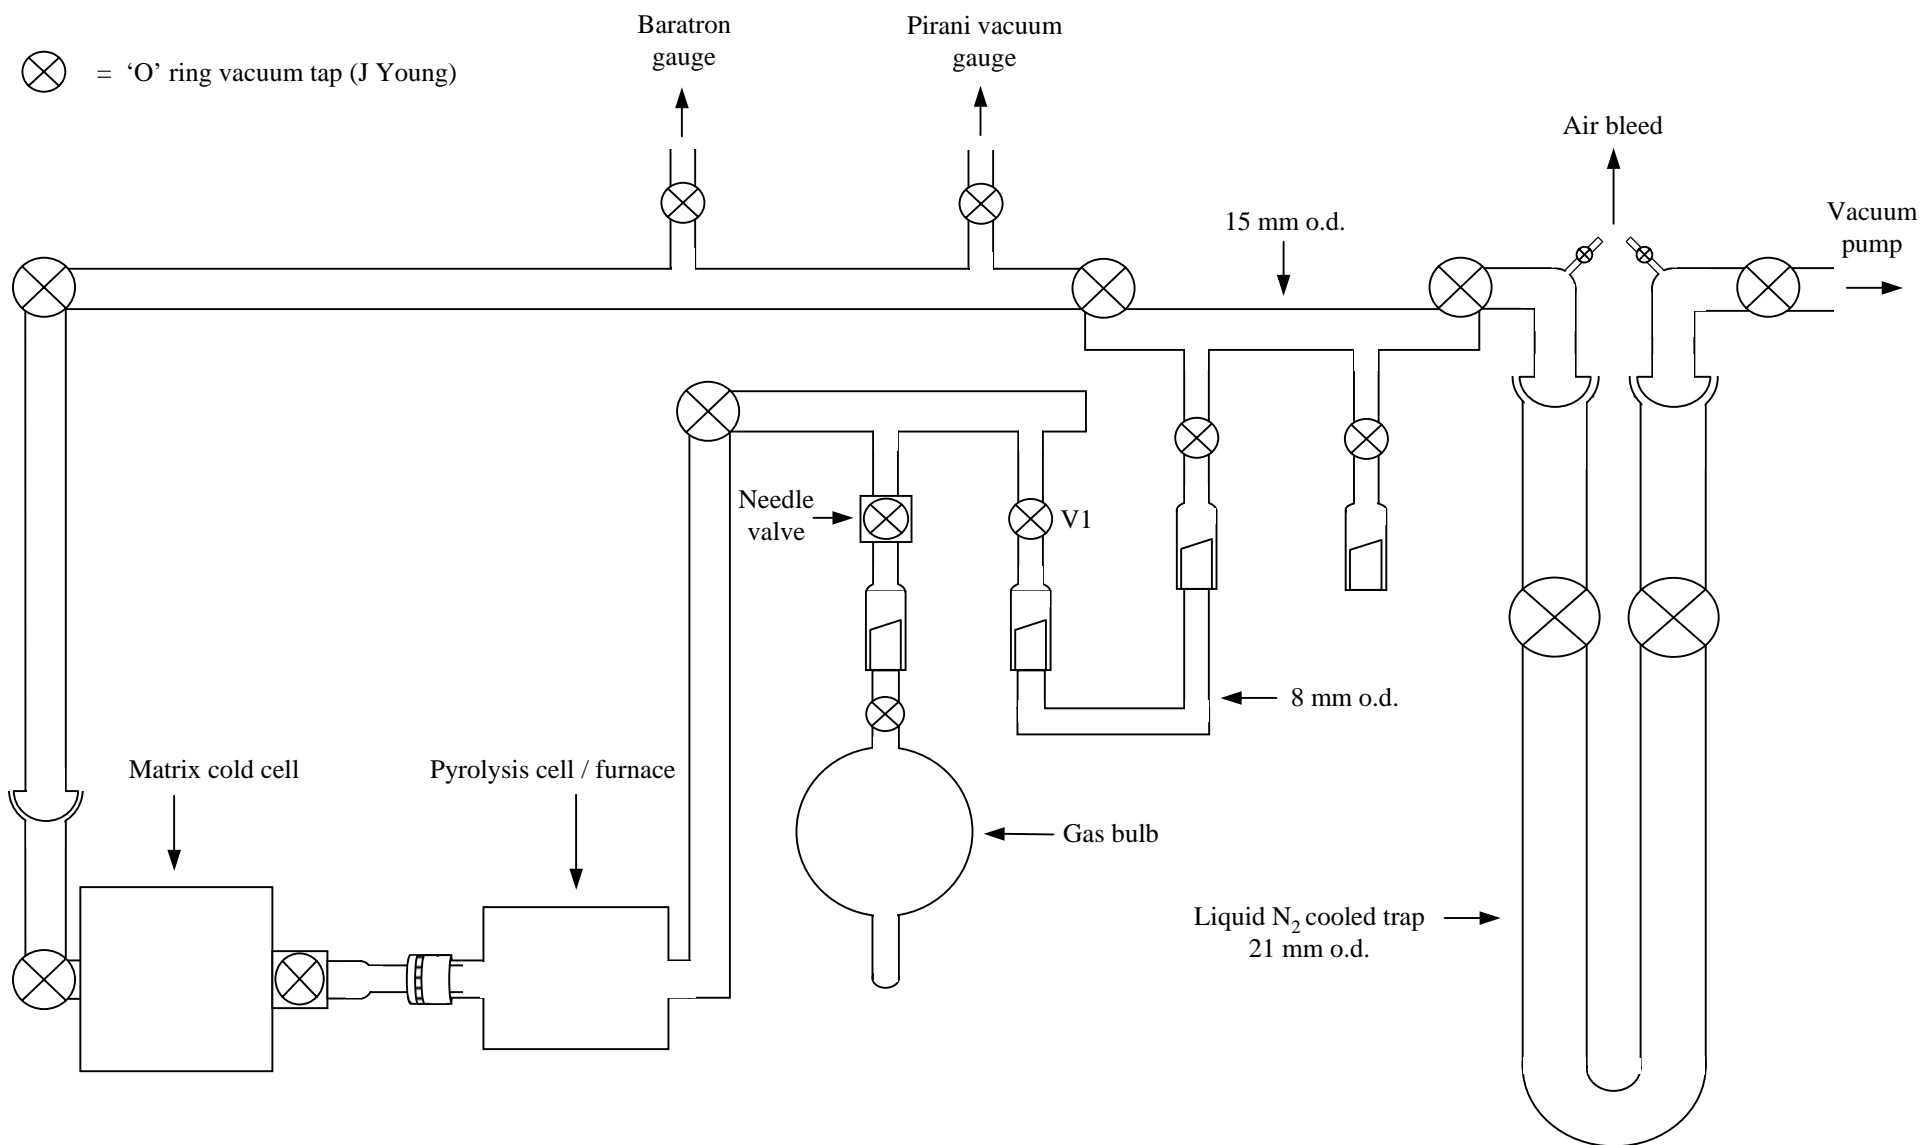 Baratron
gauge
Pirani vacuum
gauge
= ‘O’ ring vacuum tap (J Young)
Air bleed
15 mm o.d.
Vacuum
pump
Needle
valve
V1
8 mm o.d.
Matrix cold cell
Pyrolysis cell / furnace
Gas bulb
Liquid N₂ cooled trap
21 mm o.d.